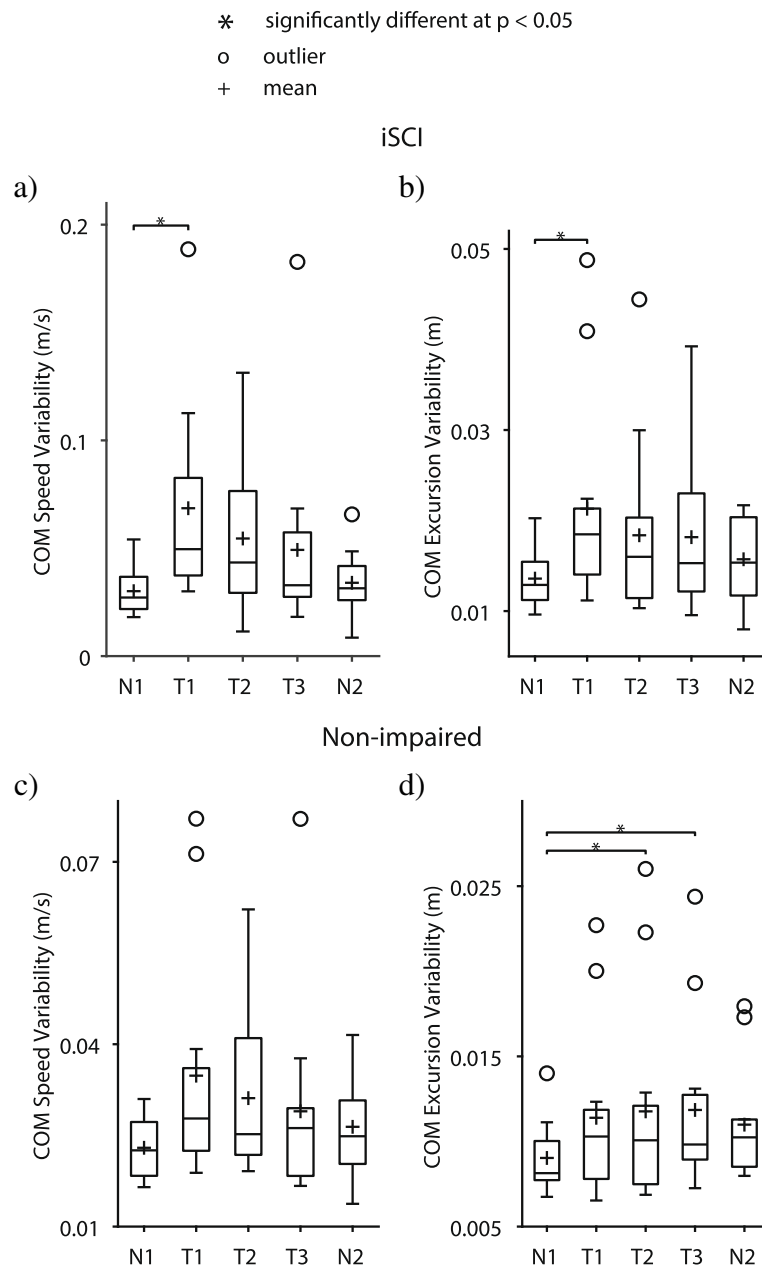 * significantly different at p < 0.05
o outlier
+ mean
iSCI
a)
b)
COM Speed Variability (m/s)
0.2
0.1
0
*
N1 T1 T2 T3 N2
COM Excursion Variability (m)
0.05
0.03
0.01
*
N1 T1 T2 T3 N2
Non-impaired
c)
d)
COM Speed Variability (m/s)
0.07
0.04
0.01
N1 T1 T2 T3 N2
COM Excursion Variability (m)
0.025
0.015
0.005
*
*
N1 T1 T2 T3 N2